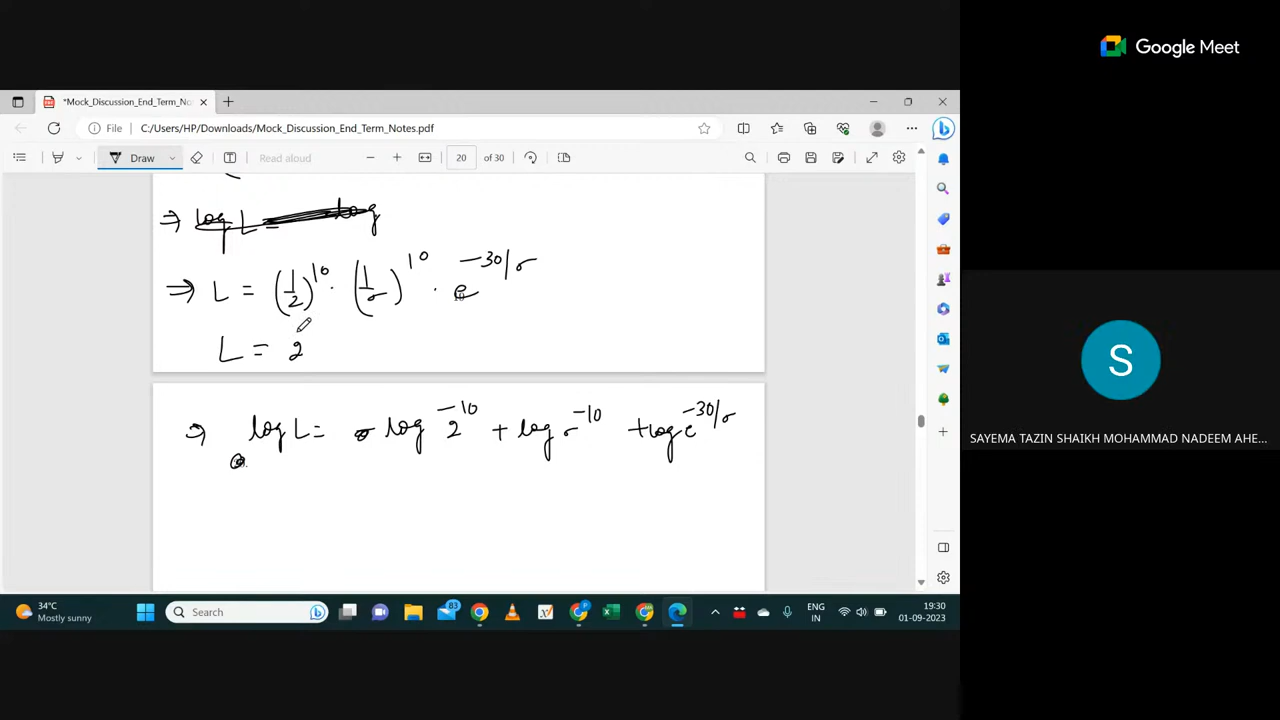 Google Meet
*Mock_Discussion_End_Term_No
File
C:/Users/HP/Downloads/Mock_Discussion_End_Term_Notes.pdf
Draw
Read aloud
20 of 30
⇒ log L = log
⇒ L = (1/2)^10 · (1/σ)^10 · e^-30/σ
L = 2
⇒ log L = log 2^-10 + log σ^-10 + log e^-30/σ
S
SAYEMA TAZIN SHAIKH MOHAMMAD NADEEM AHE...
34°C
Mostly sunny
Search
83
ENG
IN
19:30
01-09-2023